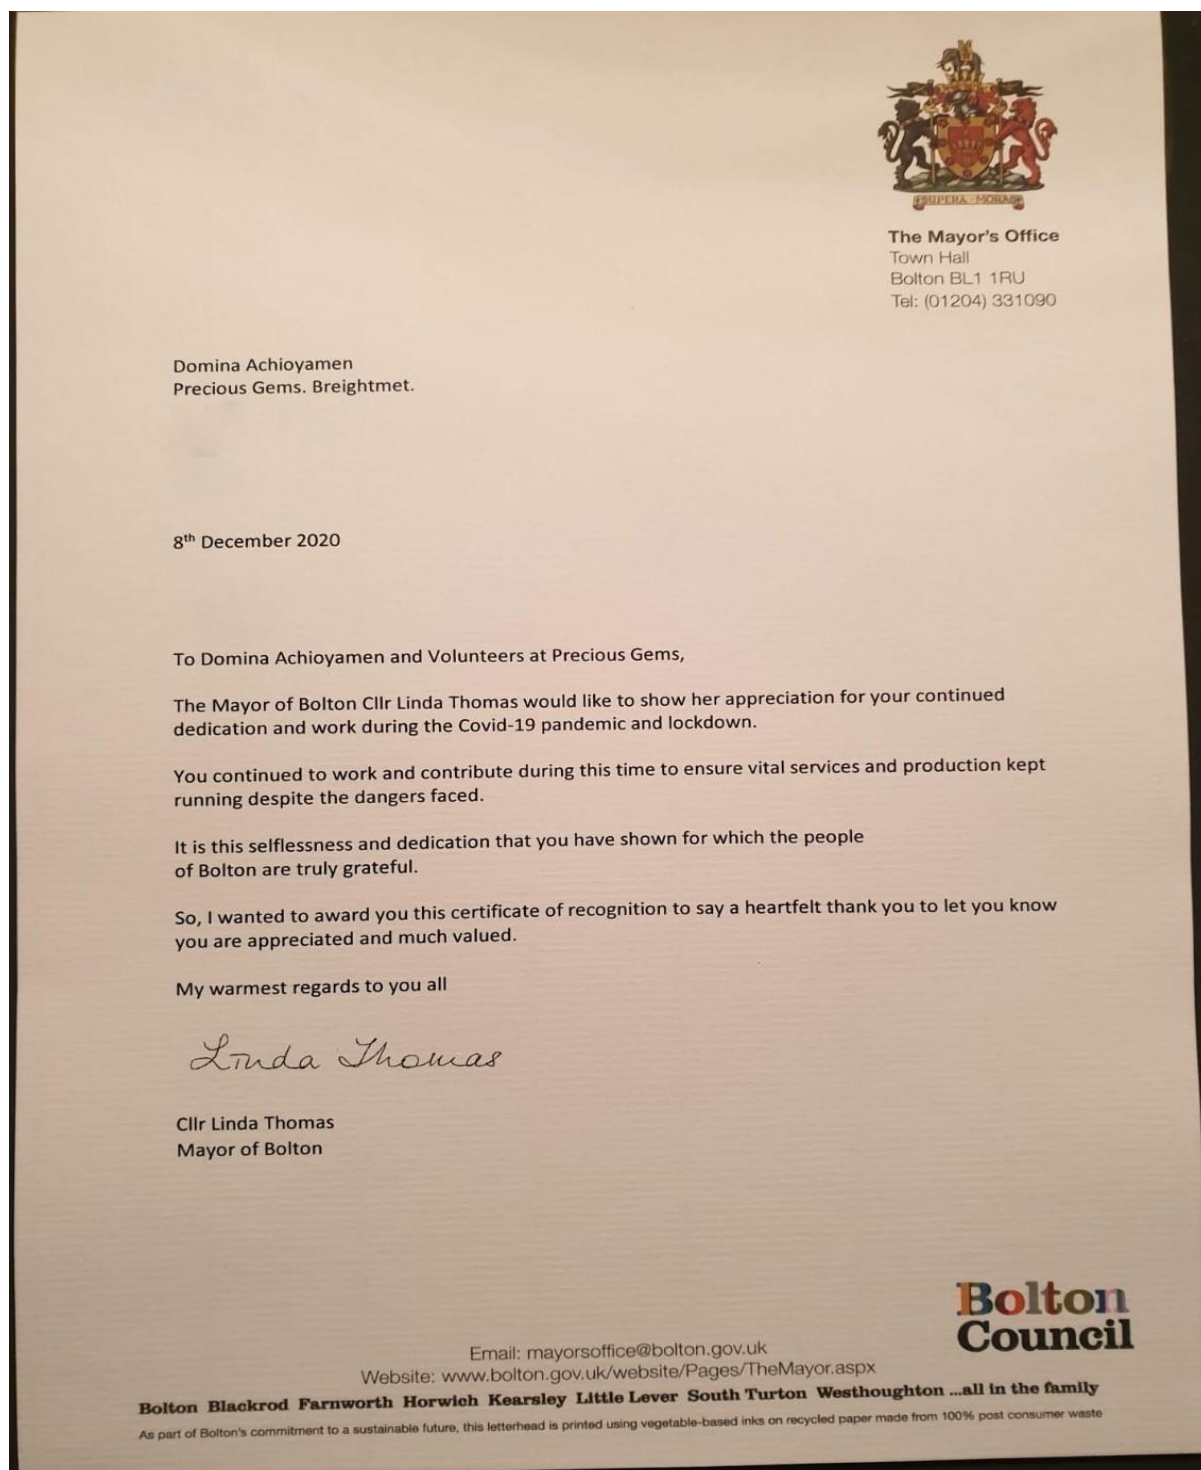 SUPERA · MORAS
The Mayor's Office
Town Hall
Bolton BL1 1RU
Tel: (01204) 331090
Domina Achioyamen
Precious Gems. Breightmet.
8th December 2020
To Domina Achioyamen and Volunteers at Precious Gems,
The Mayor of Bolton Cllr Linda Thomas would like to show her appreciation for your continued
dedication and work during the Covid-19 pandemic and lockdown.
You continued to work and contribute during this time to ensure vital services and production kept
running despite the dangers faced.
It is this selflessness and dedication that you have shown for which the people
of Bolton are truly grateful.
So, I wanted to award you this certificate of recognition to say a heartfelt thank you to let you know
you are appreciated and much valued.
My warmest regards to you all
Linda Thomas
Cllr Linda Thomas
Mayor of Bolton
Bolton
Council
Email: mayorsoffice@bolton.gov.uk
Website: www.bolton.gov.uk/website/Pages/TheMayor.aspx
Bolton Blackrod Farnworth Horwich Kearsley Little Lever South Turton Westhoughton ...all in the family
As part of Bolton's commitment to a sustainable future, this letterhead is printed using vegetable-based inks on recycled paper made from 100% post consumer waste